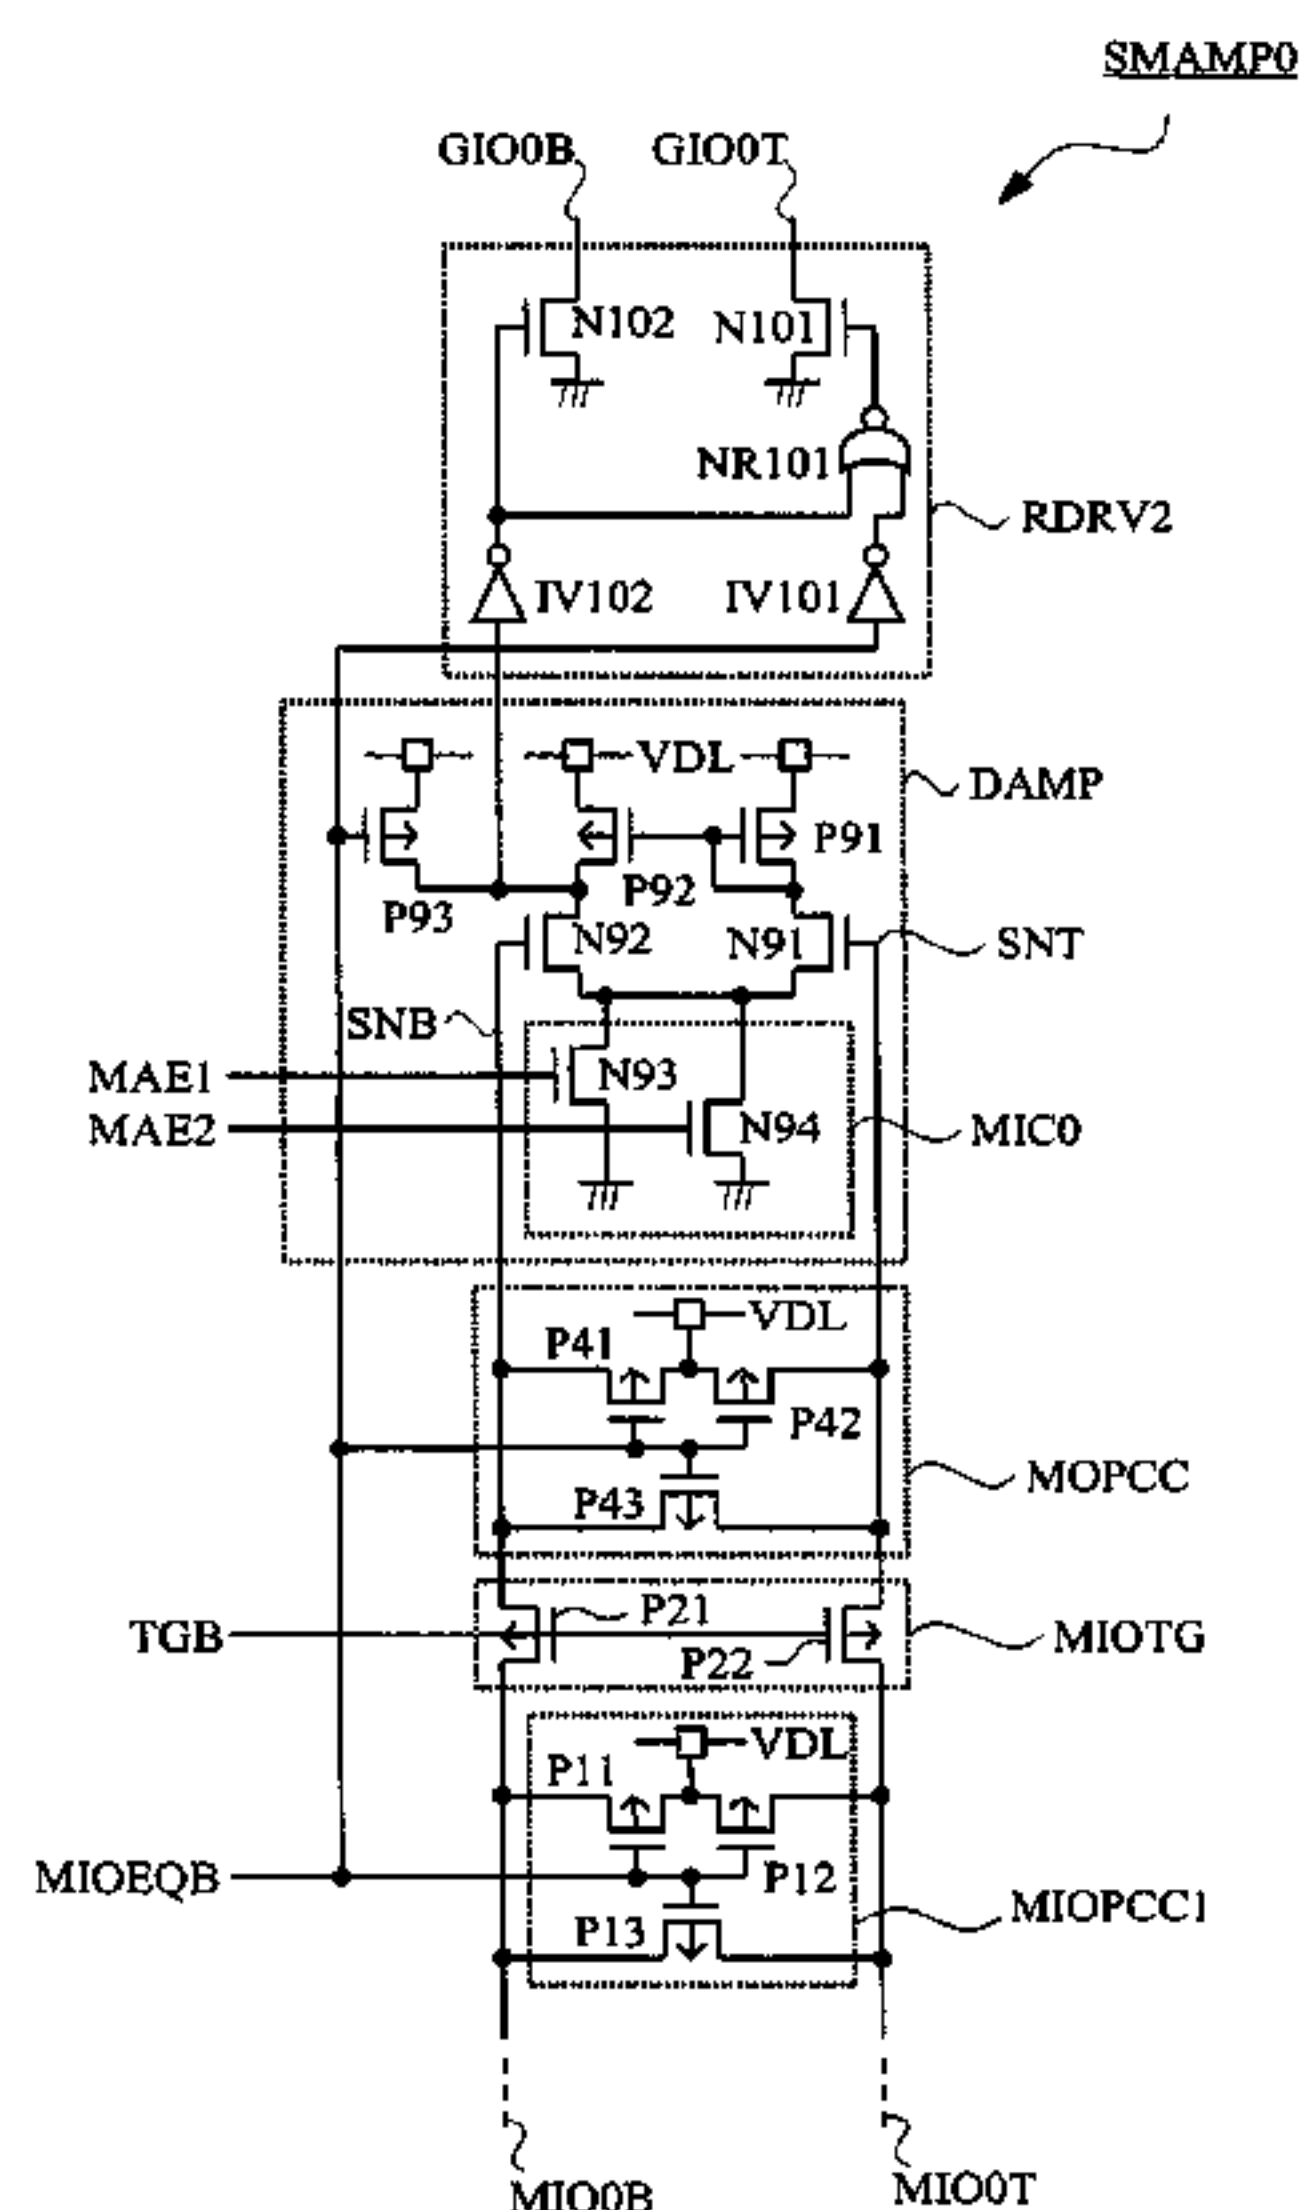 SMAMP0
GIO0B GIO0T
N102 N101
NR101
RDRV2
IV102 IV101
VDL
DAMP
P91
P92
P93
N92 N91
SNT
SNB
MAE1
N93
MAE2
N94
MIC0
VDL
P41
P42
MOPCC
P43
P21
TGB
P22
MIOTG
VDL
P11
MIOEQB
P12
MIOPCC1
P13
MIO0B
MIO0T